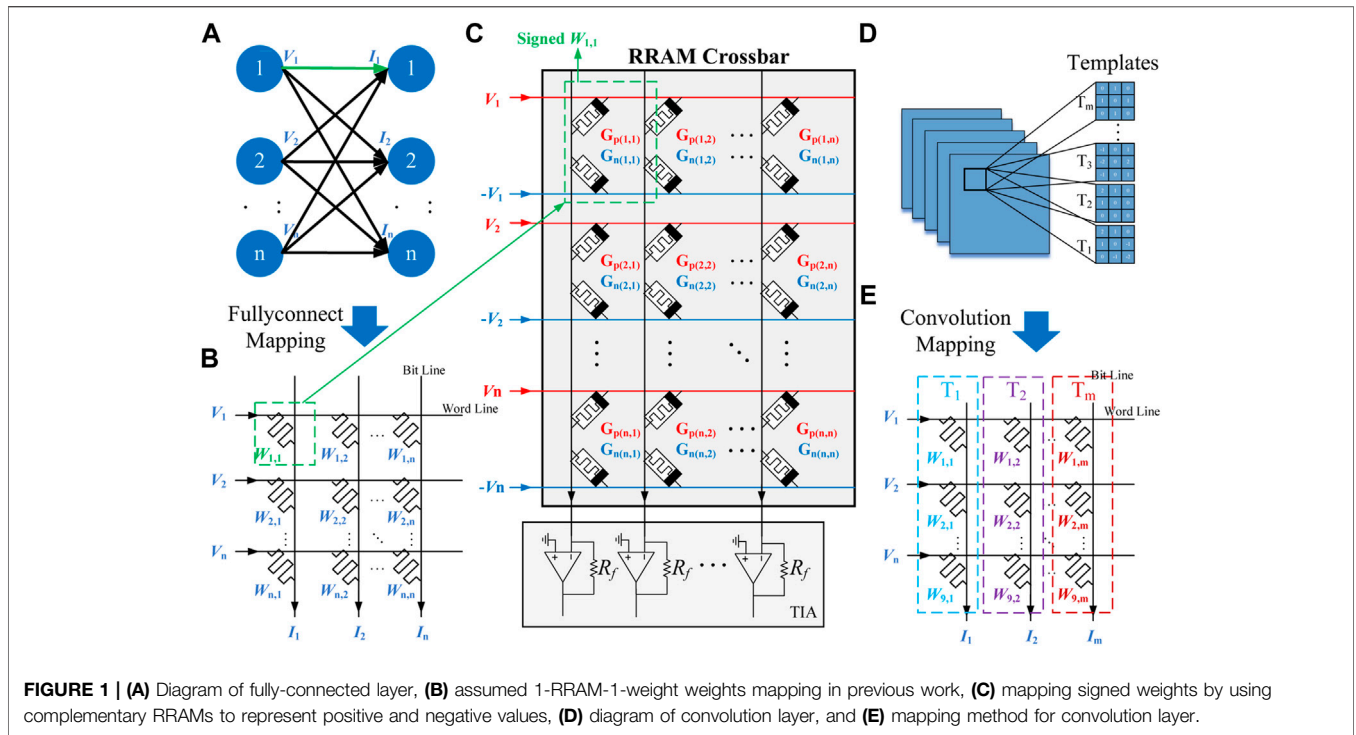 A
V1
I1
1
1
V2
I2
2
2
Vn
In
n
n
Fullyconnect
Mapping
B
Bit Line
Word Line
V1
W1,1
W1,2
...
W1,n
V2
W2,1
W2,2
...
W2,n
Vn
Wn,1
Wn,2
...
Wn,n
I1
I2
In
C
Signed W1,1
RRAM Crossbar
V1
Gp(1,1)
Gp(1,2)
Gp(1,n)
Gn(1,1)
Gn(1,2)
Gn(1,n)
-V1
V2
Gp(2,1)
Gp(2,2)
Gp(2,n)
Gn(2,1)
Gn(2,2)
Gn(2,n)
-V2
Vn
Gp(n,1)
Gp(n,2)
Gp(n,n)
Gn(n,1)
Gn(n,2)
Gn(n,n)
-Vn
+ -
+ -
+ -
Rf
Rf
Rf
TIA
D
Templates
Tm
T3
T2
T1
E
Convolution
Mapping
Bit Line
T1
T2
Tm
Word Line
V1
W1,1
W1,2
W1,m
V2
W2,1
W2,2
W2,m
Vn
W9,1
W9,2
W9,m
I1
I2
Im
FIGURE 1 | (A) Diagram of fully-connected layer, (B) assumed 1-RRAM-1-weight weights mapping in previous work, (C) mapping signed weights by using
complementary RRAMs to represent positive and negative values, (D) diagram of convolution layer, and (E) mapping method for convolution layer.